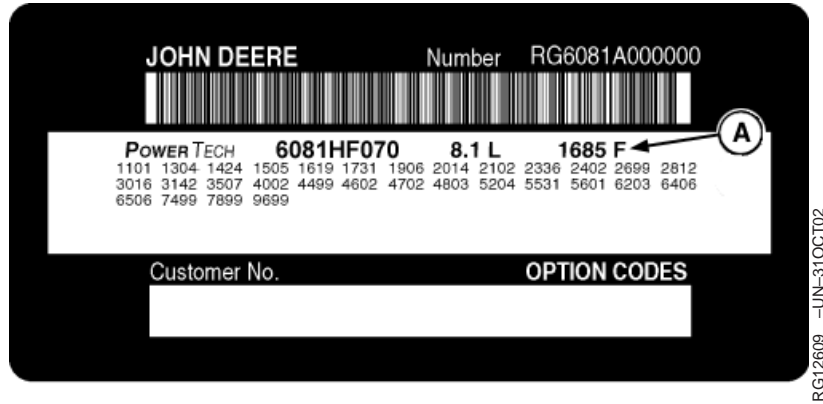 JOHN DEERE Number RG6081A000000
POWERTECH 6081HF070 8.1 L 1685 F
A
1101 1304 1424 1505 1619 1731 1906 2014 2102 2336 2402 2699 2812
3016 3142 3507 4002 4499 4602 4702 4803 5204 5531 5601 6203 6406
6506 7499 7899 9699
Customer No. OPTION CODES
RG12609 –UN–31OCT02